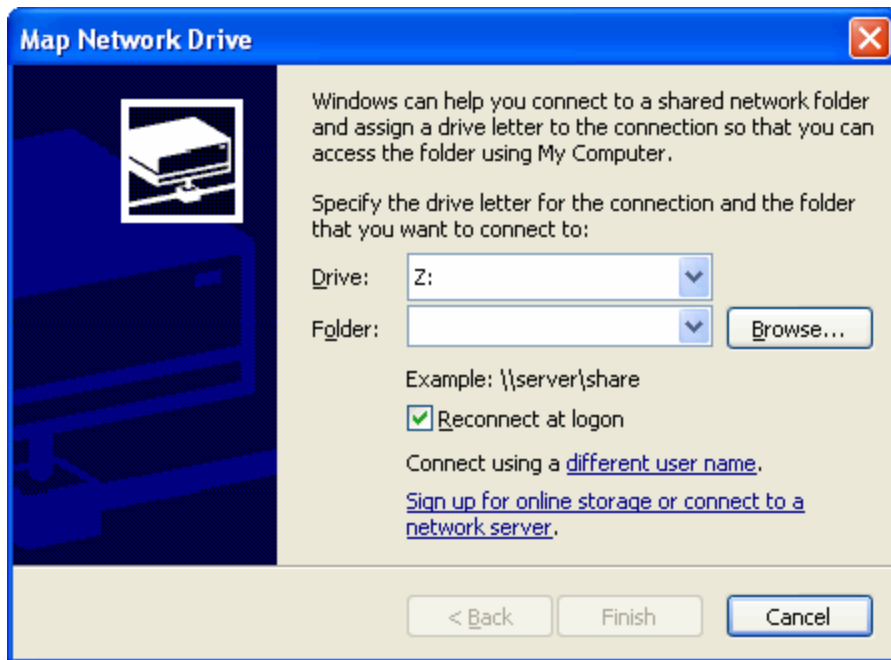 Map Network Drive
Windows can help you connect to a shared network folder
and assign a drive letter to the connection so that you can
access the folder using My Computer.
Specify the drive letter for the connection and the folder
that you want to connect to:
Drive: Z:
Folder: Browse...
Example: \\server\share
Reconnect at logon
Connect using a different user name.
Sign up for online storage or connect to a
network server.
< Back Finish Cancel